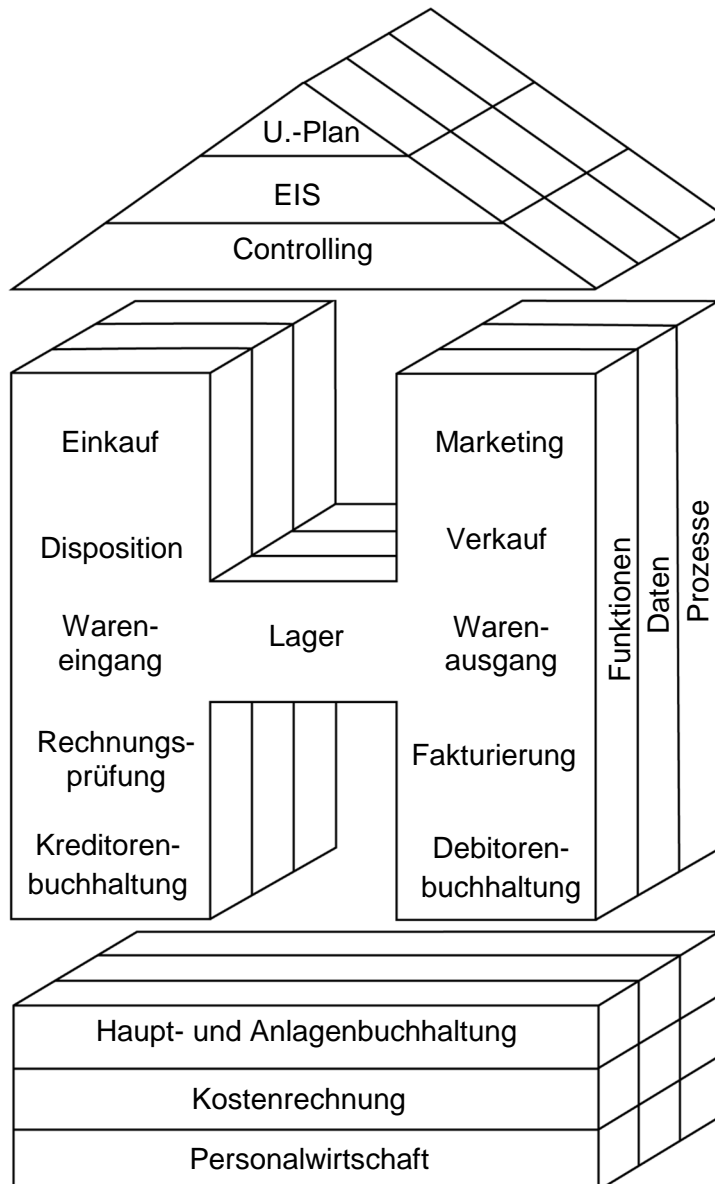 U.-Plan
EIS
Controlling
Einkauf
Disposition
Waren-
eingang
Rechnungs-
prüfung
Kreditoren-
buchhaltung
Lager
Marketing
Verkauf
Waren-
ausgang
Fakturierung
Debitoren-
buchhaltung
Funktionen
Daten
Prozesse
Haupt- und Anlagenbuchhaltung
Kostenrechnung
Personalwirtschaft